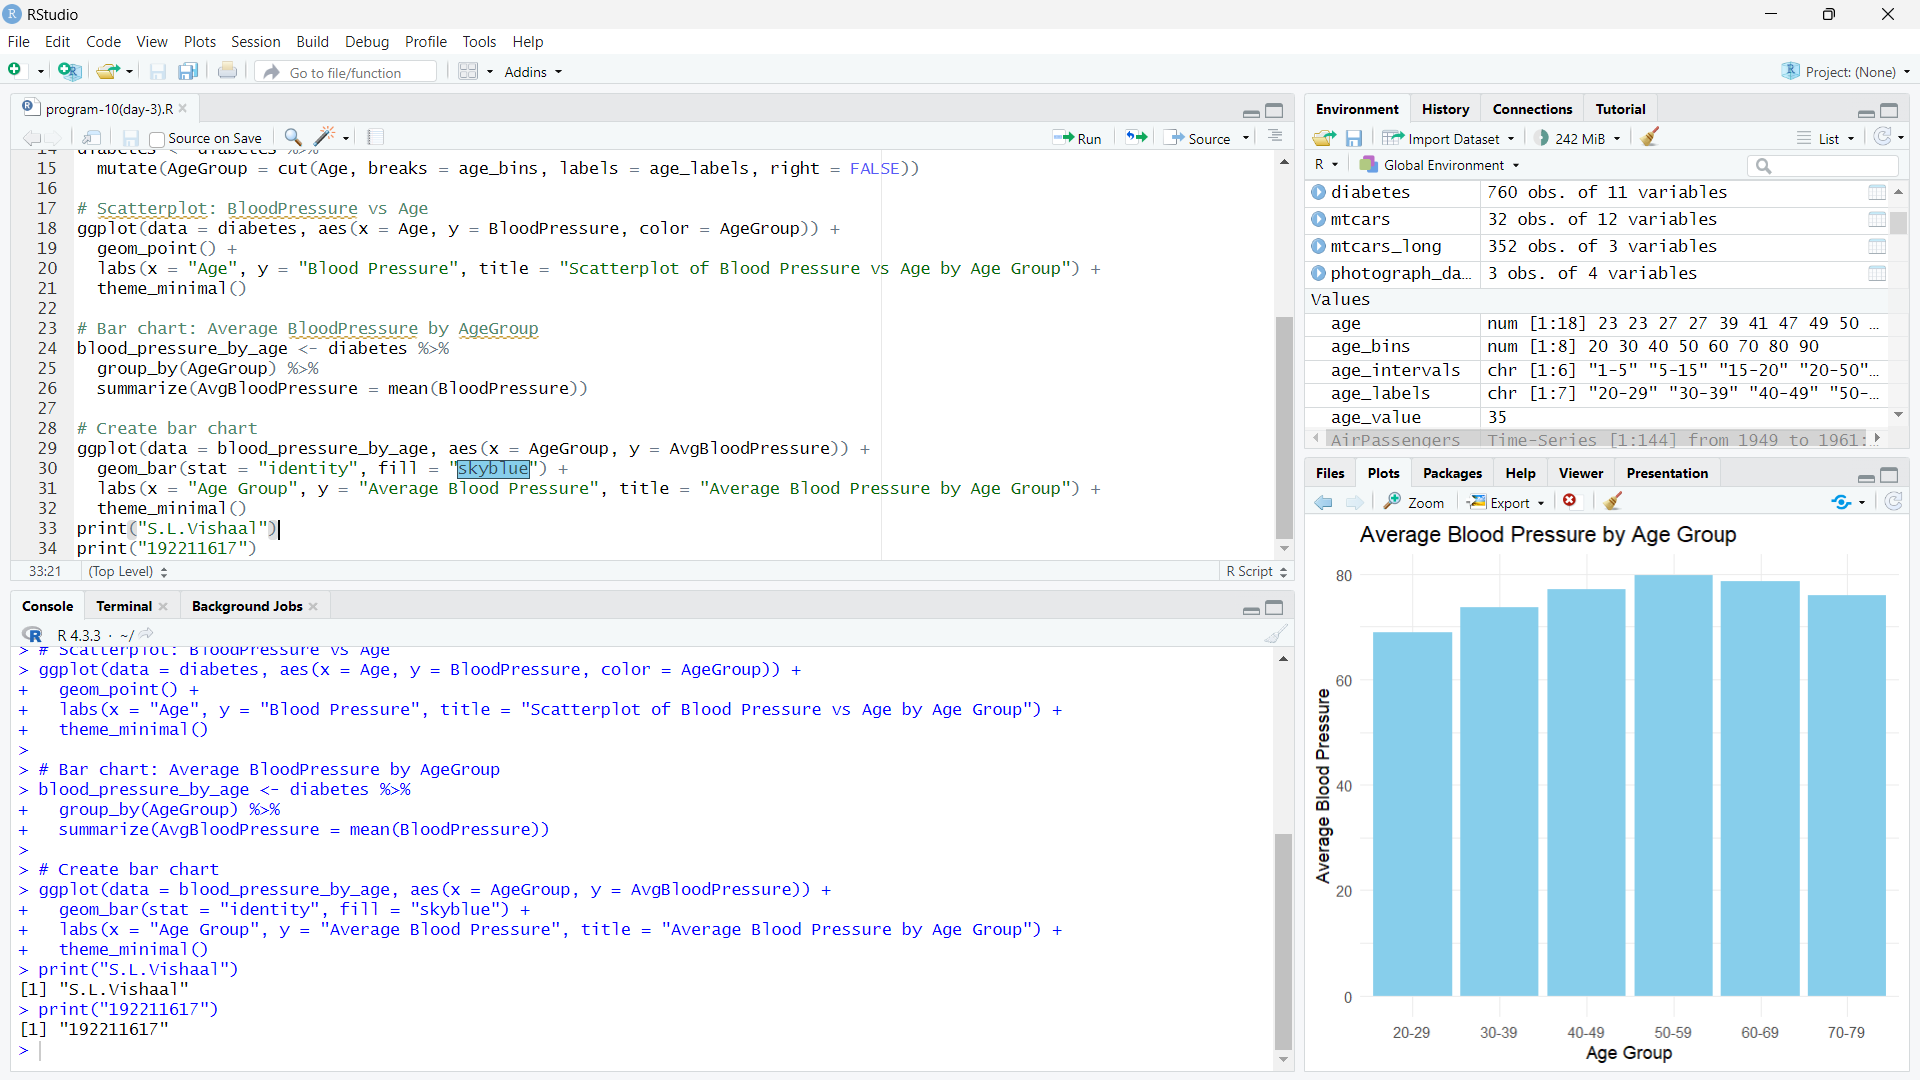 RStudio
File Edit Code View Plots Session Build Debug Profile Tools Help
Go to file/function
Addins
Project: (None)
program-10(day-3).R
Source on Save
Run
Source
15 mutate(AgeGroup = cut(Age, breaks = age_bins, labels = age_labels, right = FALSE))
16
17 # Scatterplot: BloodPressure vs Age
18 ggplot(data = diabetes, aes(x = Age, y = BloodPressure, color = AgeGroup)) +
19 geom_point() +
20 labs(x = "Age", y = "Blood Pressure", title = "Scatterplot of Blood Pressure vs Age by Age Group") +
21 theme_minimal()
22
23 # Bar chart: Average BloodPressure by AgeGroup
24 blood_pressure_by_age <- diabetes %>%
25 group_by(AgeGroup) %>%
26 summarize(AvgBloodPressure = mean(BloodPressure))
27
28 # Create bar chart
29 ggplot(data = blood_pressure_by_age, aes(x = AgeGroup, y = AvgBloodPressure)) +
30 geom_bar(stat = "identity", fill = "skyblue") +
31 labs(x = "Age Group", y = "Average Blood Pressure", title = "Average Blood Pressure by Age Group") +
32 theme_minimal()
33 print("S.L.Vishaal")
34 print("192211617")
33:21 (Top Level) R Script
Console Terminal Background Jobs
R 4.3.3 · ~/
> # Scatterplot: BloodPressure vs Age
> ggplot(data = diabetes, aes(x = Age, y = BloodPressure, color = AgeGroup)) +
+ geom_point() +
+ labs(x = "Age", y = "Blood Pressure", title = "Scatterplot of Blood Pressure vs Age by Age Group") +
+ theme_minimal()
>
> # Bar chart: Average BloodPressure by AgeGroup
> blood_pressure_by_age <- diabetes %>%
+ group_by(AgeGroup) %>%
+ summarize(AvgBloodPressure = mean(BloodPressure))
>
> # Create bar chart
> ggplot(data = blood_pressure_by_age, aes(x = AgeGroup, y = AvgBloodPressure)) +
+ geom_bar(stat = "identity", fill = "skyblue") +
+ labs(x = "Age Group", y = "Average Blood Pressure", title = "Average Blood Pressure by Age Group") +
+ theme_minimal()
> print("S.L.Vishaal")
[1] "S.L.Vishaal"
> print("192211617")
[1] "192211617"
>
Environment History Connections Tutorial
Import Dataset 242 MiB List
R Global Environment
diabetes 760 obs. of 11 variables
mtcars 32 obs. of 12 variables
mtcars_long 352 obs. of 3 variables
photograph_da... 3 obs. of 4 variables
Values
age num [1:18] 23 23 27 27 39 41 47 49 50 ...
age_bins num [1:8] 20 30 40 50 60 70 80 90
age_intervals chr [1:6] "1-5" "5-15" "15-20" "20-50"...
age_labels chr [1:7] "20-29" "30-39" "40-49" "50-...
age_value 35
AirPassengers Time-Series [1:144] from 1949 to 1961:
Files Plots Packages Help Viewer Presentation
Zoom Export
Average Blood Pressure by Age Group
80
60
40
20
0
Average Blood Pressure
20-29 30-39 40-49 50-59 60-69 70-79
Age Group